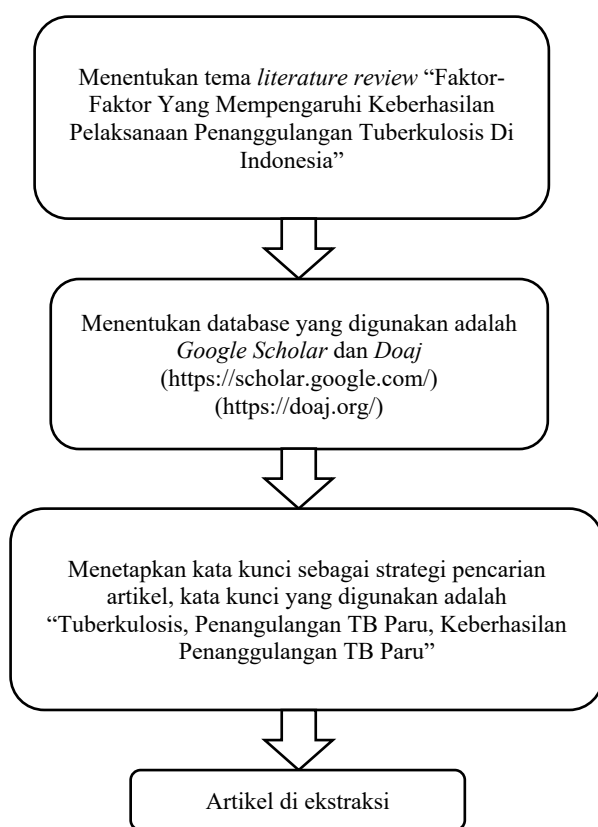 Menentukan tema literature review “Faktor-
Faktor Yang Mempengaruhi Keberhasilan
Pelaksanaan Penanggulangan Tuberkulosis Di
Indonesia”
Menentukan database yang digunakan adalah
Google Scholar dan Doaj
(https://scholar.google.com/)
(https://doaj.org/)
Menetapkan kata kunci sebagai strategi pencarian
artikel, kata kunci yang digunakan adalah
“Tuberkulosis, Penangulangan TB Paru, Keberhasilan
Penanggulangan TB Paru”
Artikel di ekstraksi